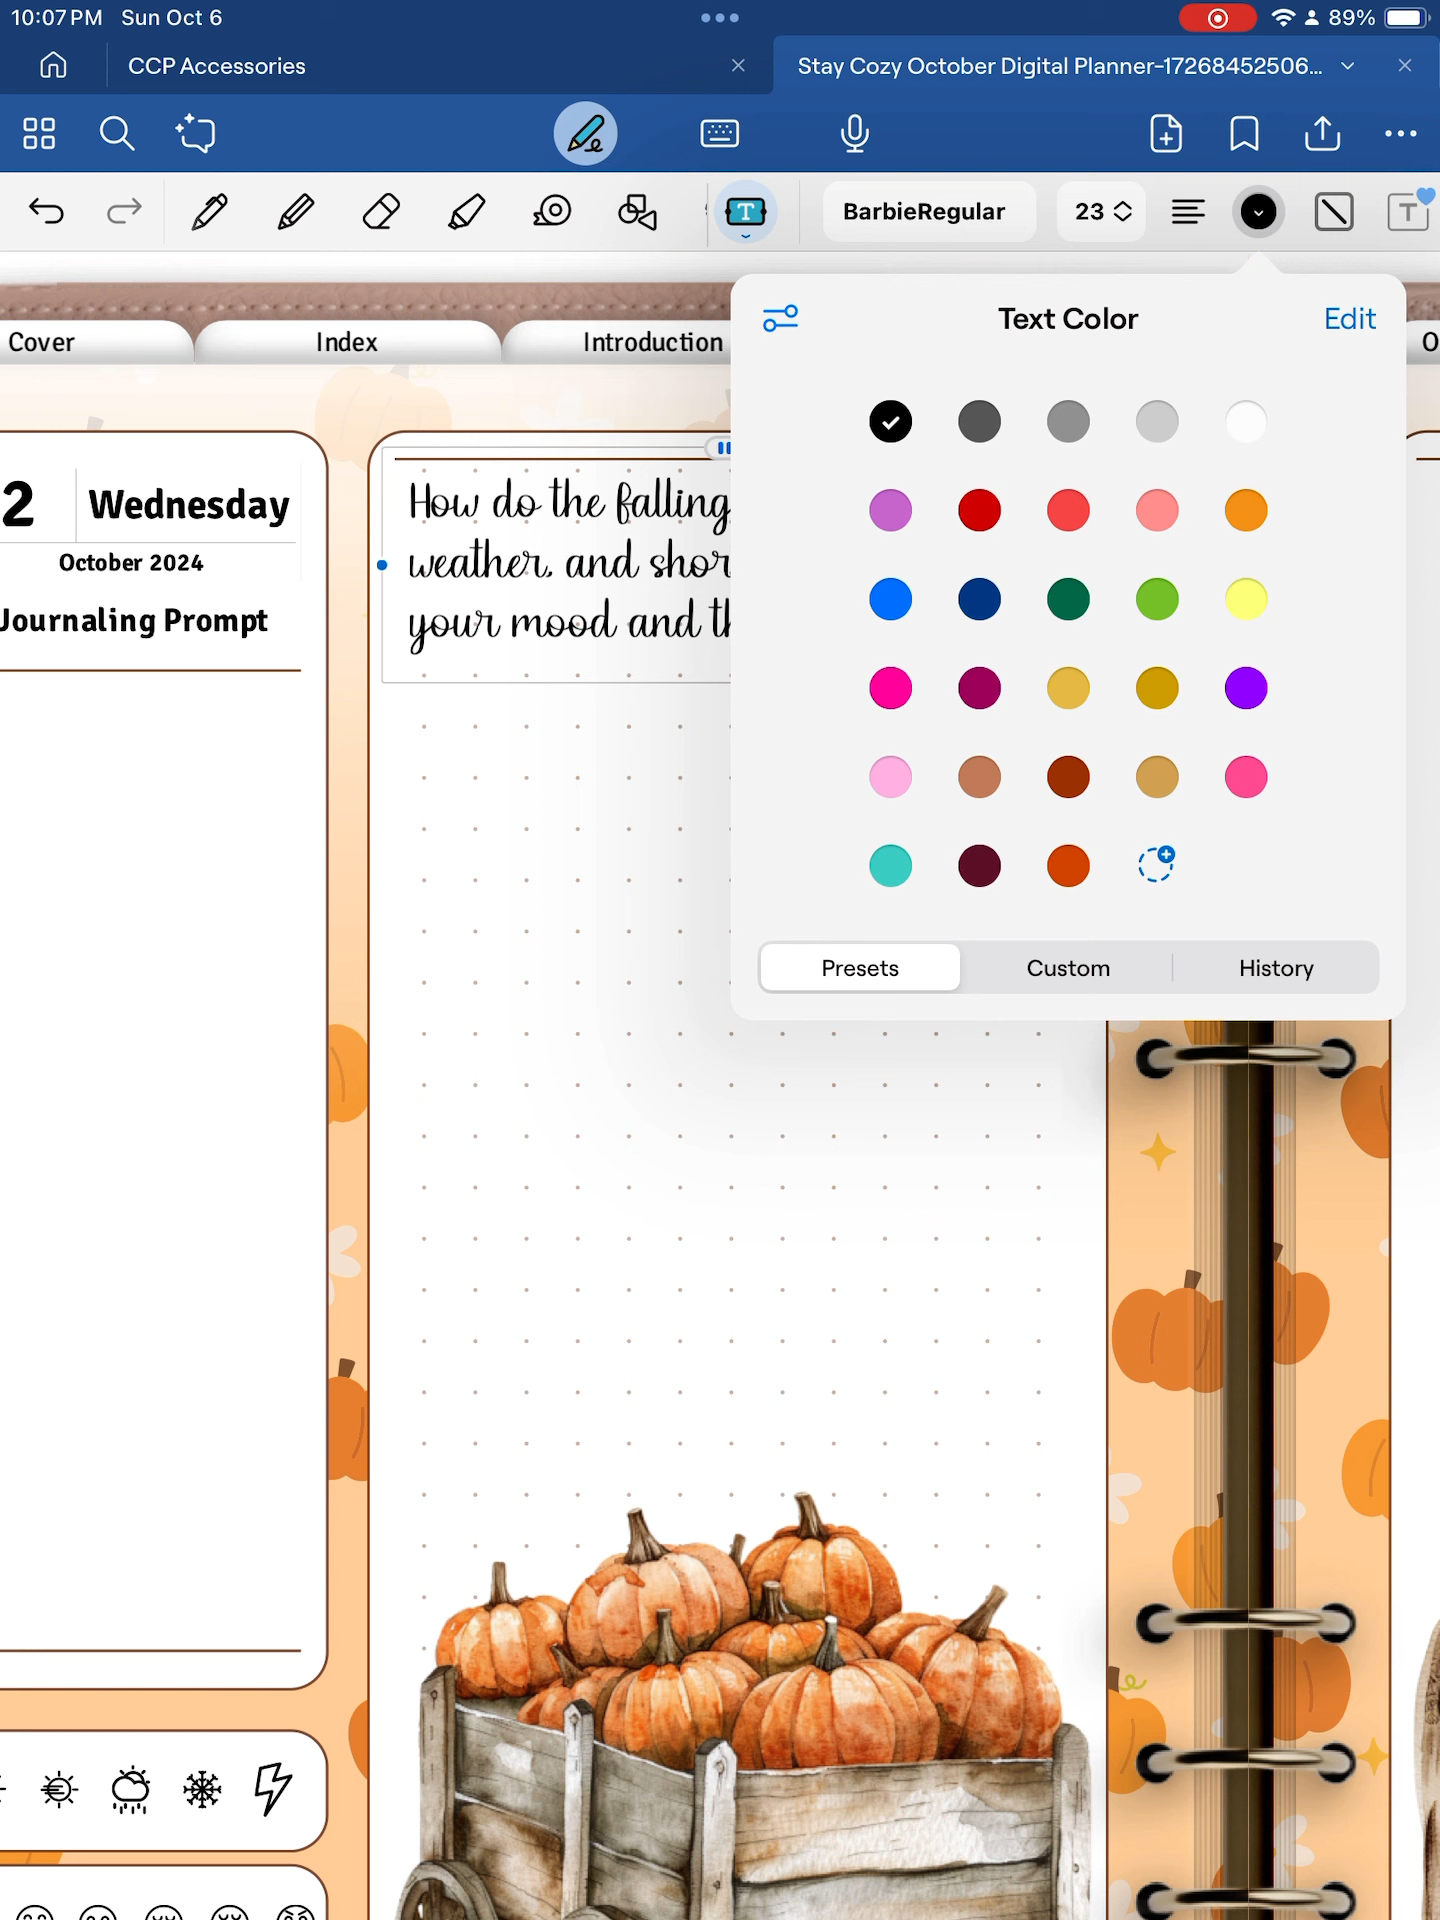 10:07 PM Sun Oct 6
89%
CCP Accessories
Stay Cozy October Digital Planner-17268452506...
BarbieRegular
23
Text Color
Edit
Cover
Index
Introduction
2
Wednesday
October 2024
Journaling Prompt
How do the falling
weather, and
your mood and
Presets
Custom
History